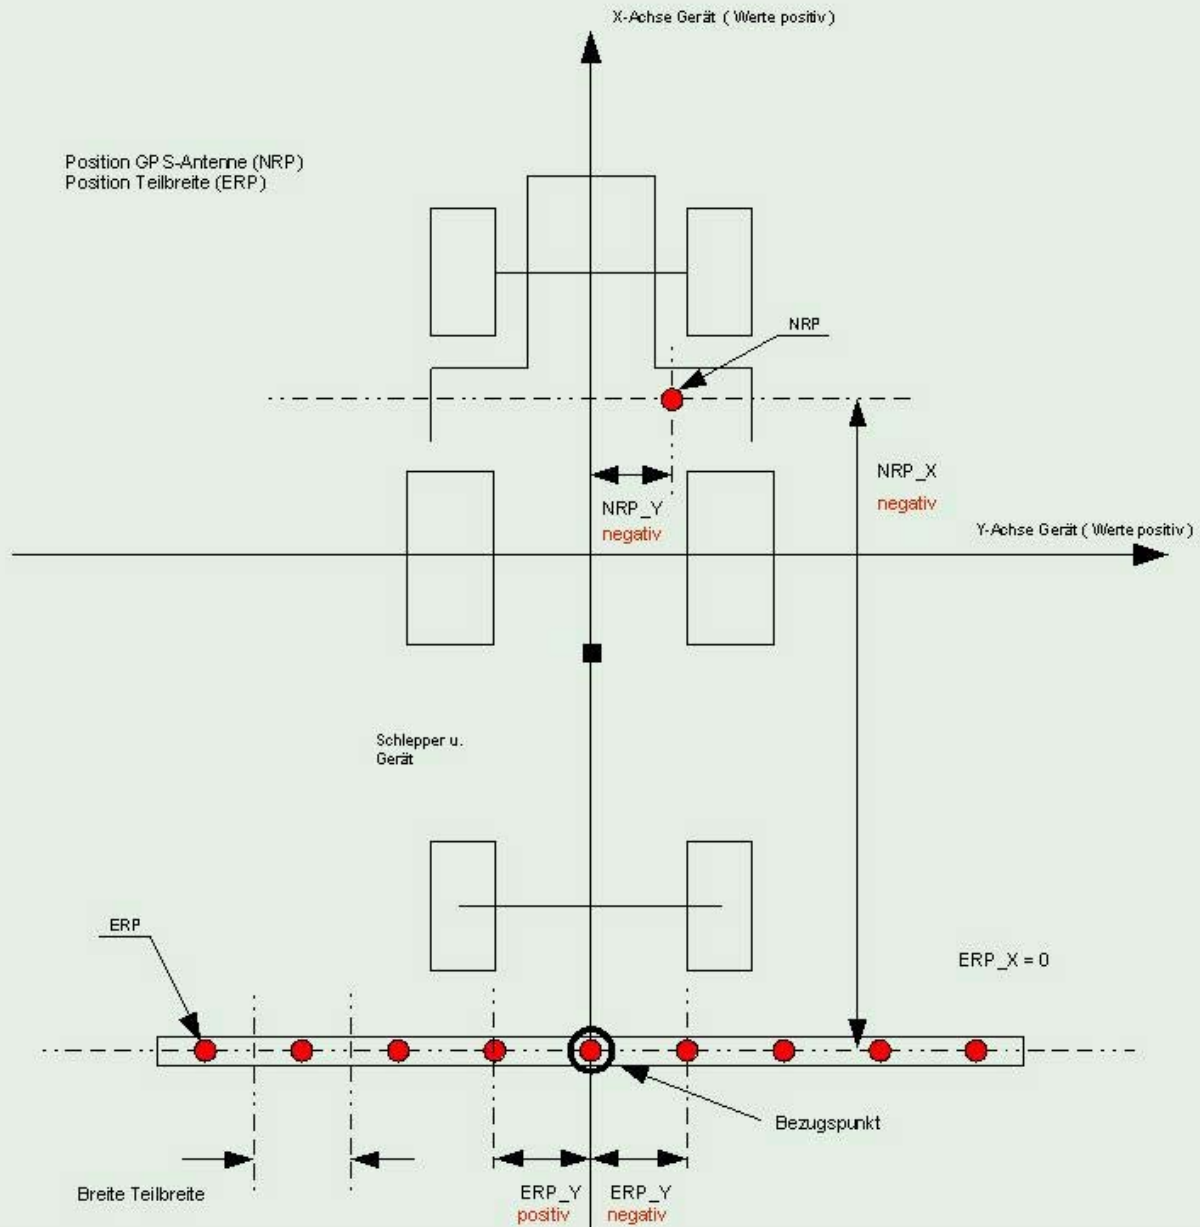 X-Achse Gerät ( Werte positiv )
Position GPS-Antenne (NRP)
Position Teilbreite (ERP)
NRP
NRP_X
negativ
NRP_Y
negativ
Y-Achse Gerät ( Werte positiv )
Schlepper u.
Gerät
ERP
ERP_X = 0
Bezugspunkt
Breite Teilbreite
ERP_Y
positiv
ERP_Y
negativ